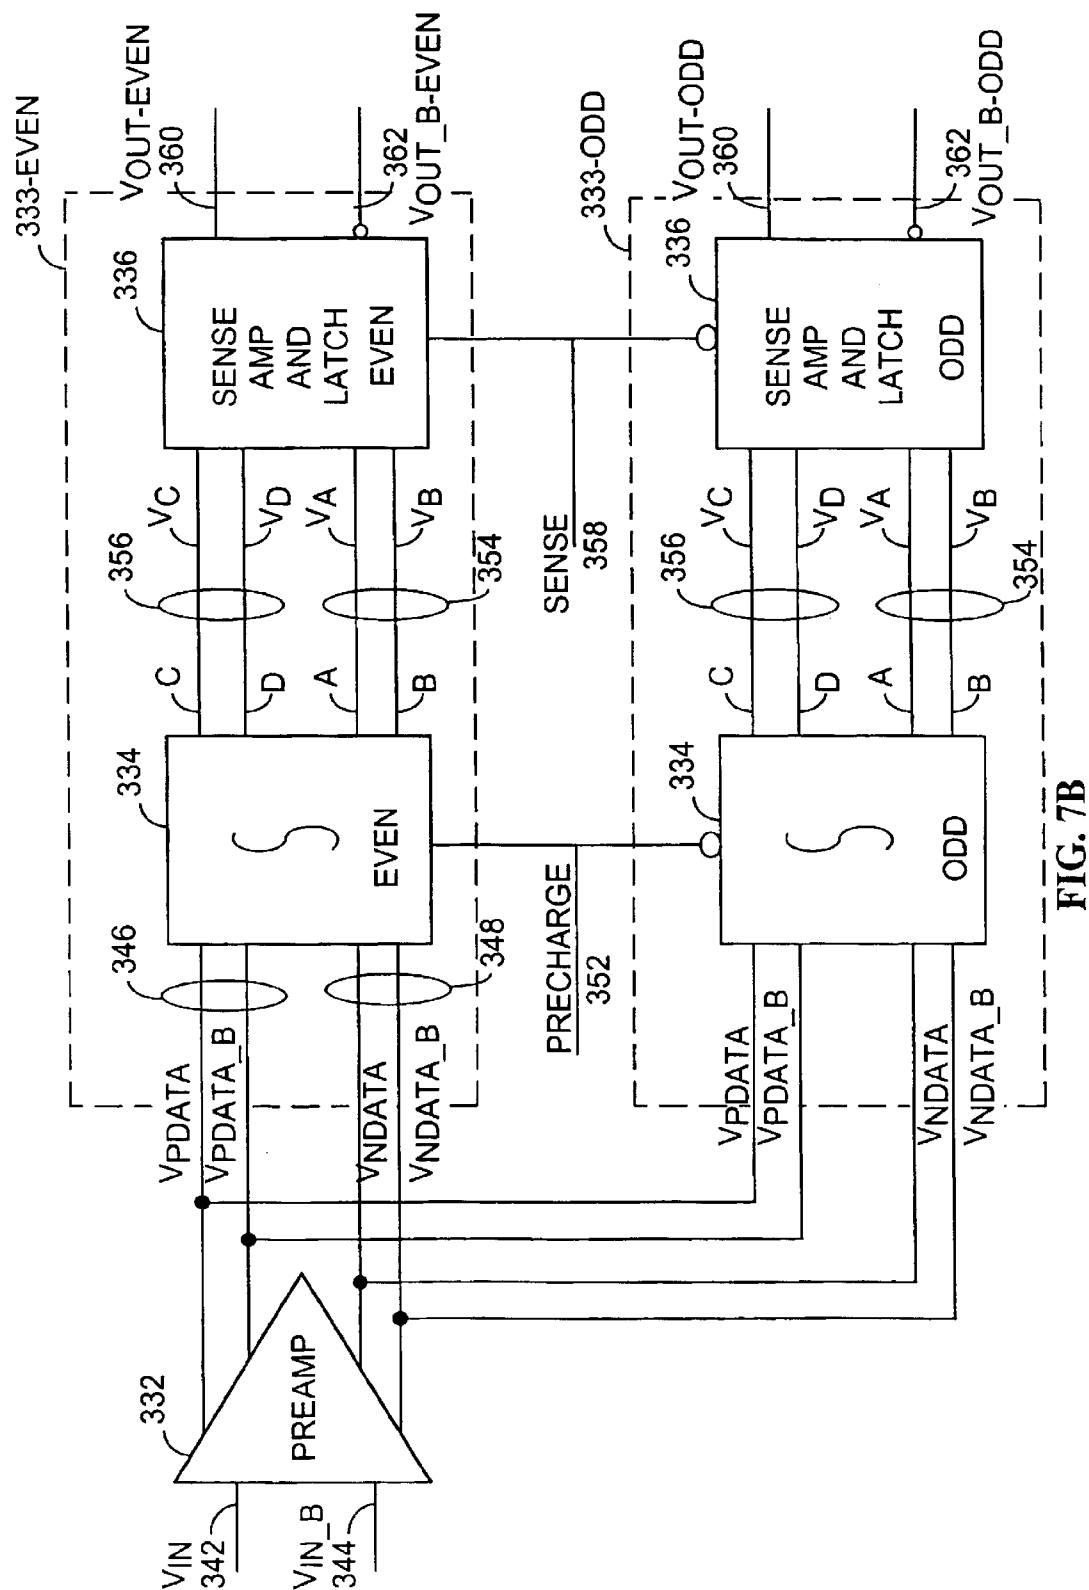 333-EVEN
VOUT-EVEN
360
362
VOUT_B-EVEN
336
SENSE
AMP
AND
LATCH
EVEN
VC
VD
VA
VB
356
354
C
D
A
B
334
∫
EVEN
346
348
VPDATA
VPDATA_B
VNDATA
VNDATA_B
332
PREAMP
VIN
342
VIN_B
344
SENSE
358
PRECHARGE
352
333-ODD
VOUT-ODD
360
362
VOUT_B-ODD
336
SENSE
AMP
AND
LATCH
ODD
VC
VD
VA
VB
356
354
C
D
A
B
334
∫
ODD
VPDATA
VPDATA_B
VNDATA
VNDATA_B
FIG. 7B